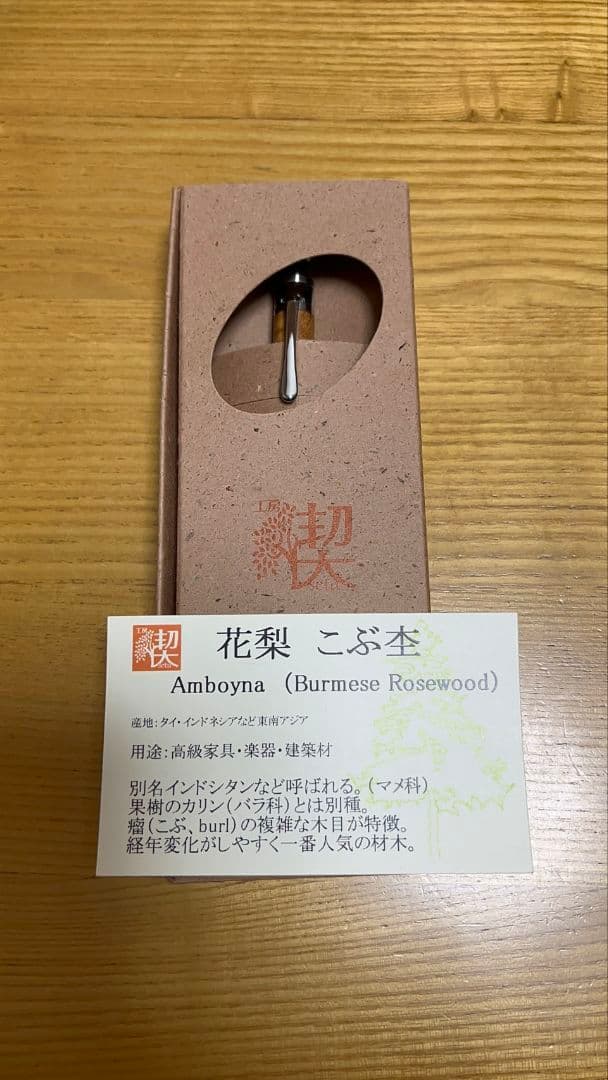 工房
契
花梨 こぶ杢
Amboyna (Burmese Rosewood)
産地:タイ・インドネシアなど東南アジア
用途:高級家具・楽器・建築材
別名インドシタンなど呼ばれる。(マメ科)
果樹のカリン(バラ科)とは別種。
瘤(こぶ、burl)の複雑な木目が特徴。
経年変化がしやすく一番人気の材木。